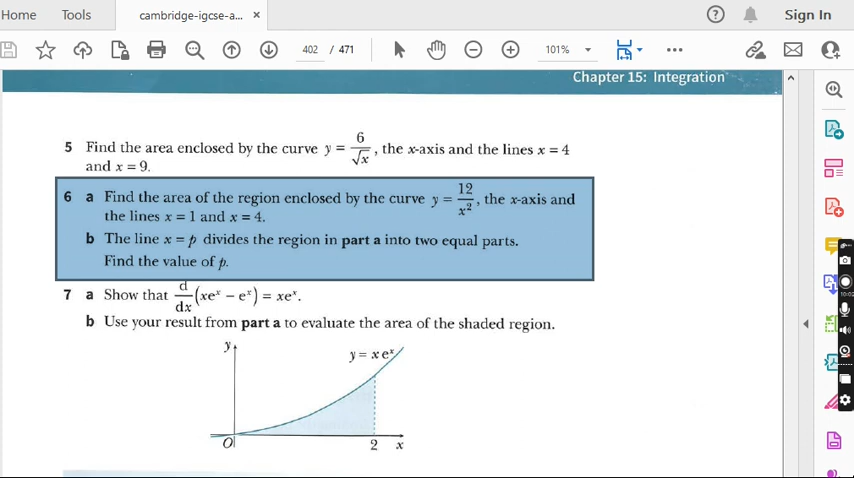 Home Tools cambridge-igcse-a... × Sign In
402 / 471 101%
Chapter 15: Integration
5 Find the area enclosed by the curve y = 6/√x, the x-axis and the lines x = 4
and x = 9.
6 a Find the area of the region enclosed by the curve y = 12/x², the x-axis and
the lines x = 1 and x = 4.
b The line x = p divides the region in part a into two equal parts.
Find the value of p.
7 a Show that d/dx (xeˣ − eˣ) = xeˣ.
b Use your result from part a to evaluate the area of the shaded region.
y
y = x eˣ
O 2 x